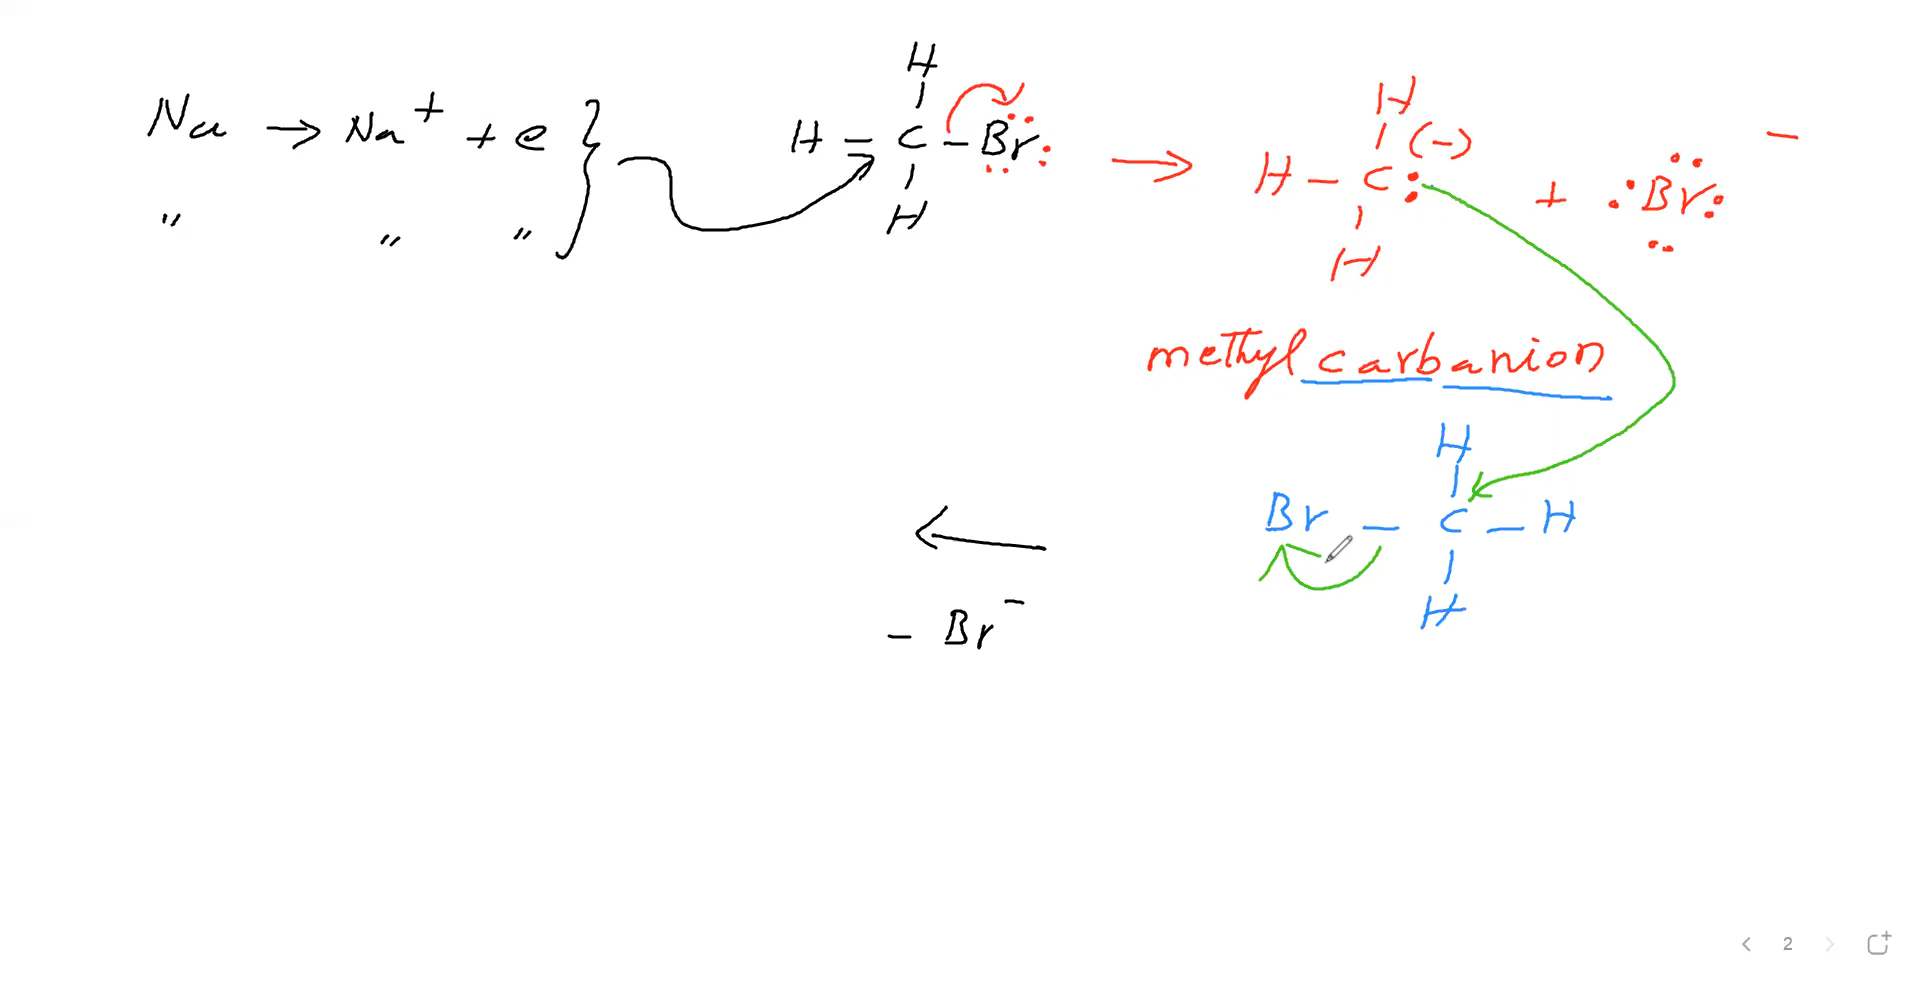 H
Na → Na⁺ + e } H = C – Br: → H – C: (–) + :Br: –
" " " H
H
H
methyl carbanion
H
Br – C – H
←
H
– Br⁻
2